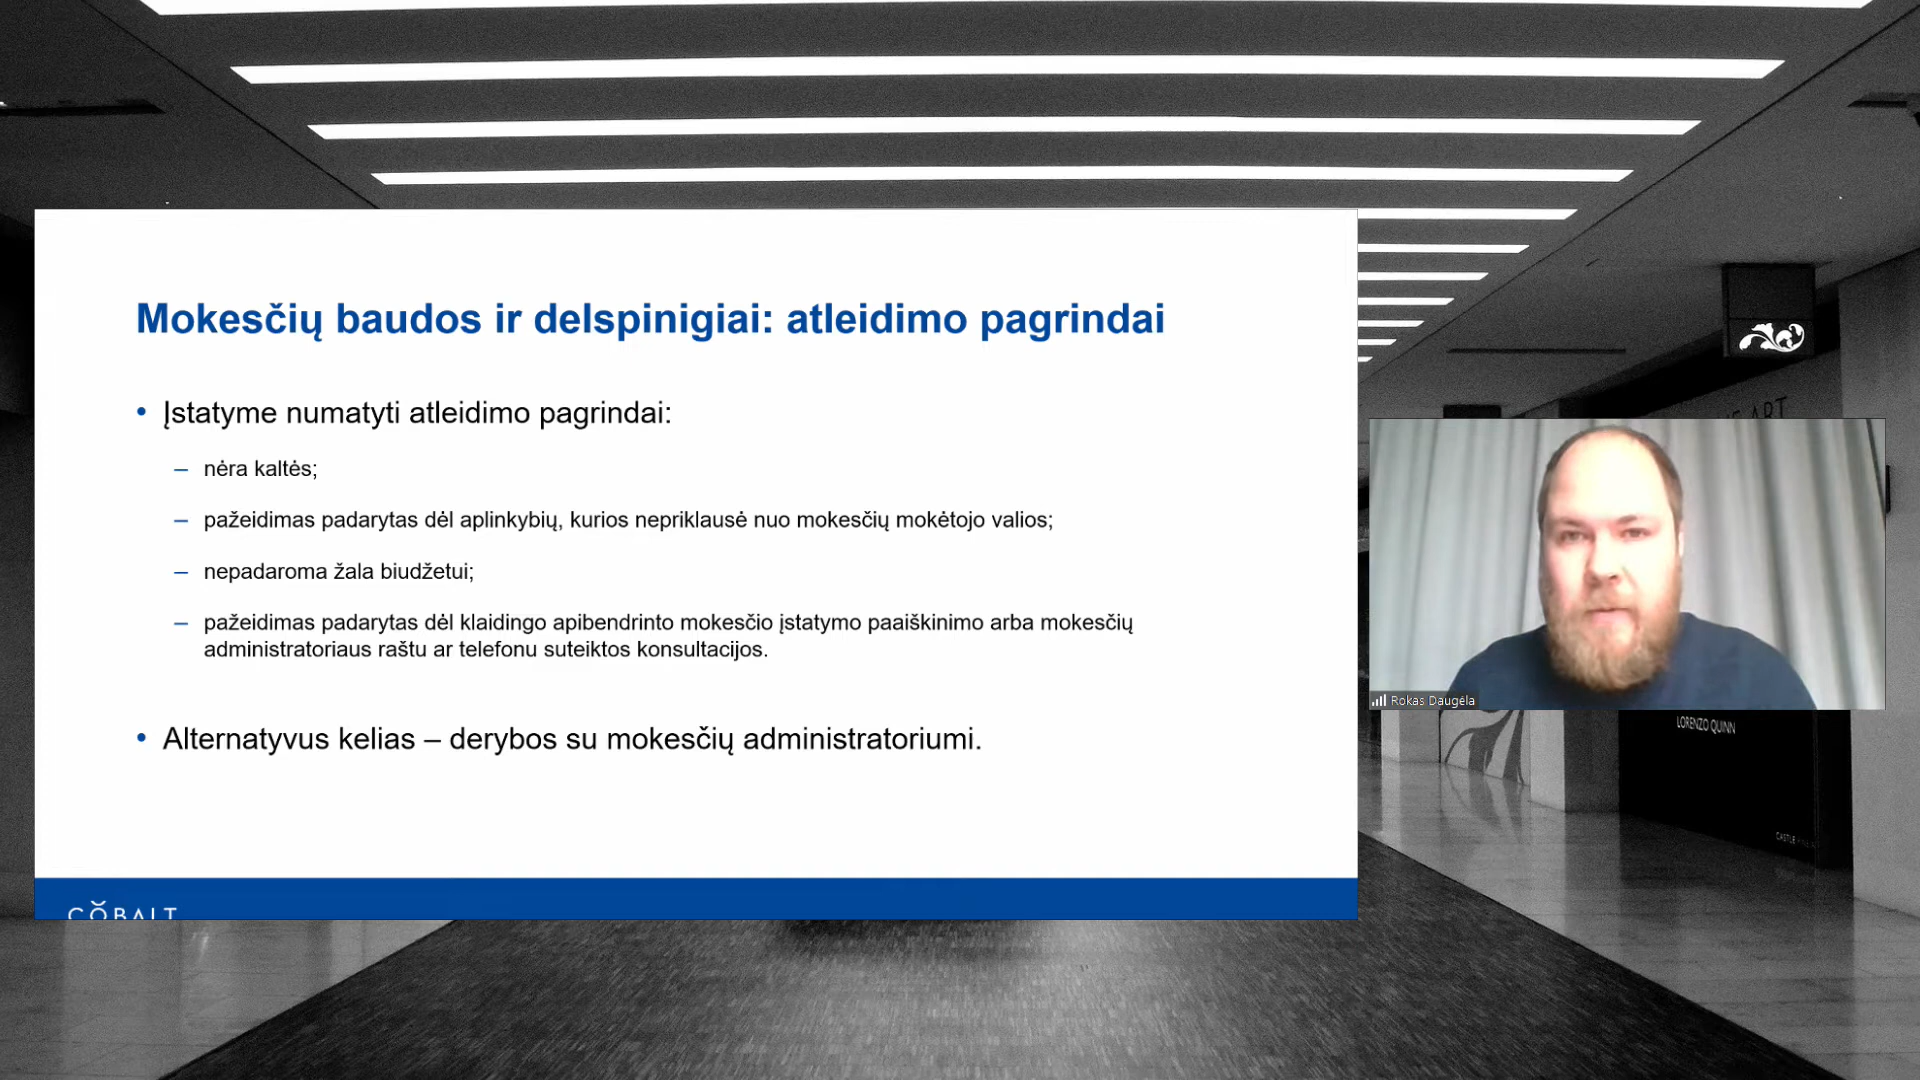 Mokesčių baudos ir delspinigiai: atleidimo pagrindai
• Įstatyme numatyti atleidimo pagrindai:
– nėra kaltės;
– pažeidimas padarytas dėl aplinkybių, kurios nepriklausė nuo mokesčių mokėtojo valios;
– nepadaroma žala biudžetui;
– pažeidimas padarytas dėl klaidingo apibendrinto mokesčio įstatymo paaiškinimo arba mokesčių
administratoriaus raštu ar telefonu suteiktos konsultacijos.
• Alternatyvus kelias – derybos su mokesčių administratoriumi.
COBALT
ART
Rokas Daugėla
LORENZO QUINN
CASTLE